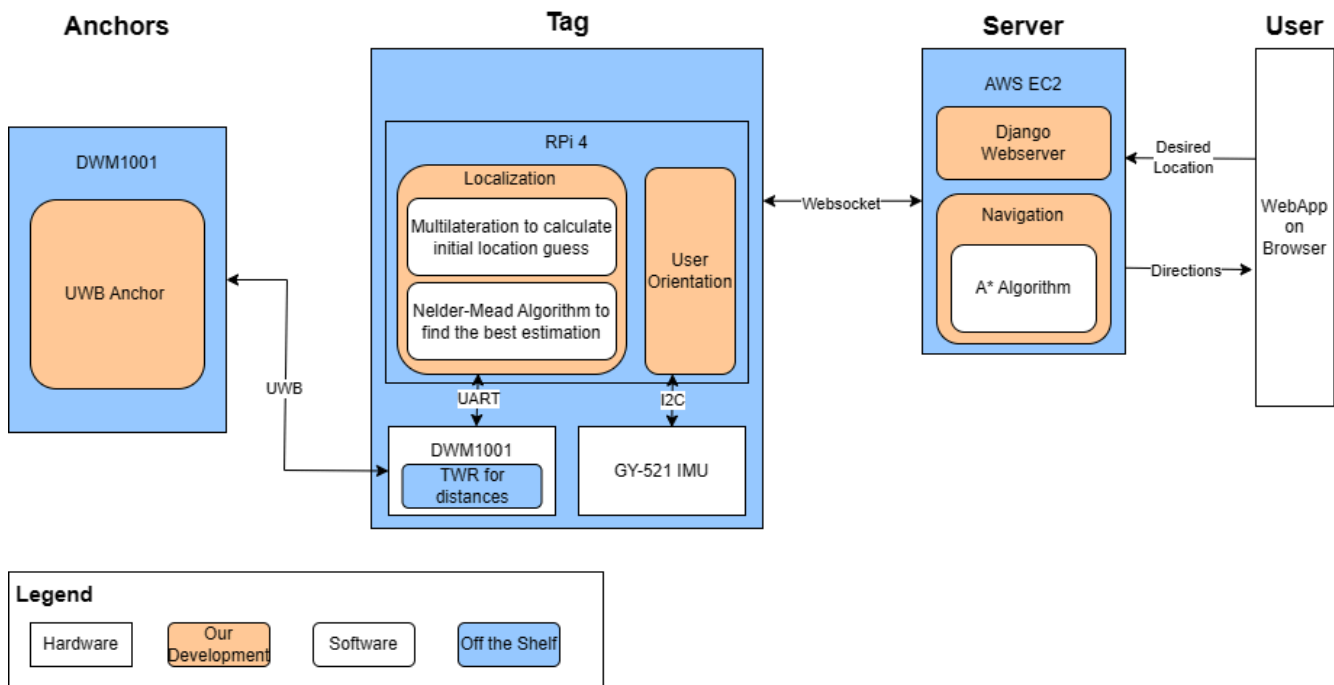 Anchors
Tag
Server
User
DWM1001
UWB Anchor
UWB
RPi 4
Localization
Multilateration to calculate
initial location guess
Nelder-Mead Algorithm to
find the best estimation
User
Orientation
UART
I2C
DWM1001
TWR for
distances
GY-521 IMU
Websocket
AWS EC2
Django
Webserver
Navigation
A* Algorithm
Desired
Location
Directions
WebApp
on
Browser
Legend
Hardware
Our
Development
Software
Off the Shelf